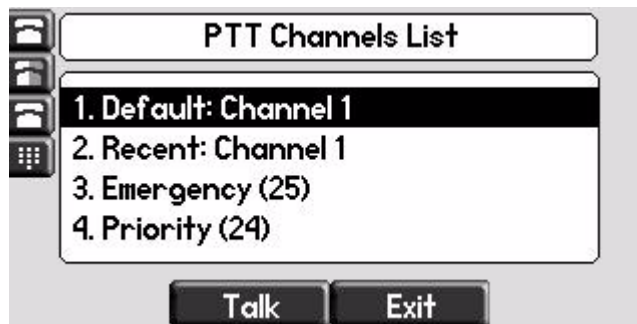 PTT Channels List
1. Default: Channel 1
2. Recent: Channel 1
3. Emergency (25)
4. Priority (24)
Talk Exit